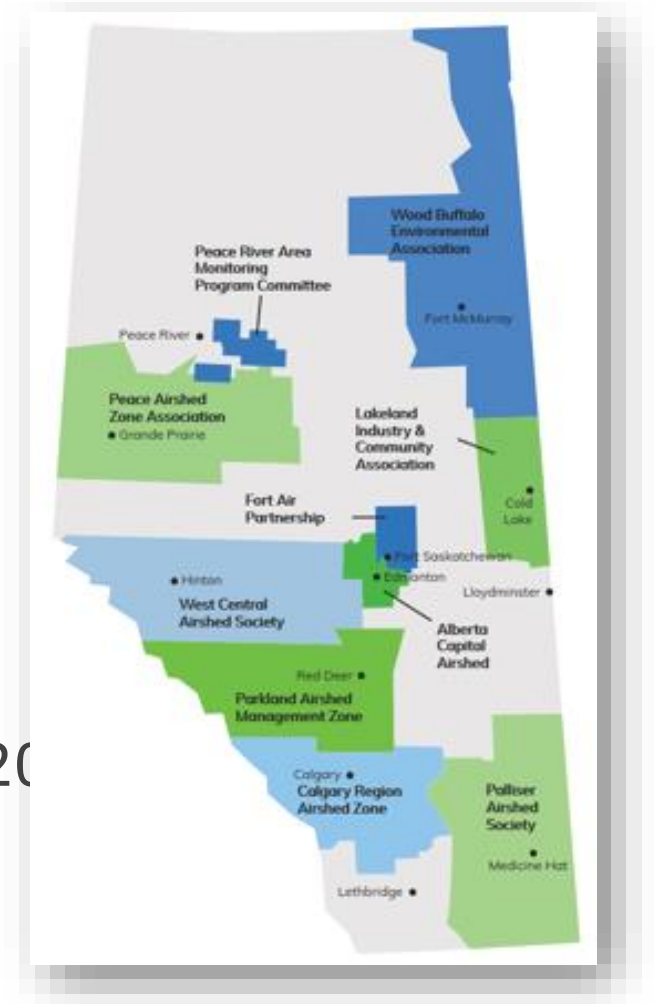 Wood Buffalo
Environmental
Association
Peace River Area
Monitoring
Program Committee
Fort McMurray
Peace River
Peace Airshed
Zone Association
Grande Prairie
Lakeland
Industry &
Community
Association
Fort Air
Partnership
Cold
Lake
Fort Saskatchewan
Edmonton
Hinton
Lloydminster
West Central
Airshed Society
Alberta
Capital
Airshed
Red Deer
Parkland Airshed
Management Zone
20
Calgary
Calgary Region
Airshed Zone
Palliser
Airshed
Society
Medicine Hat
Lethbridge